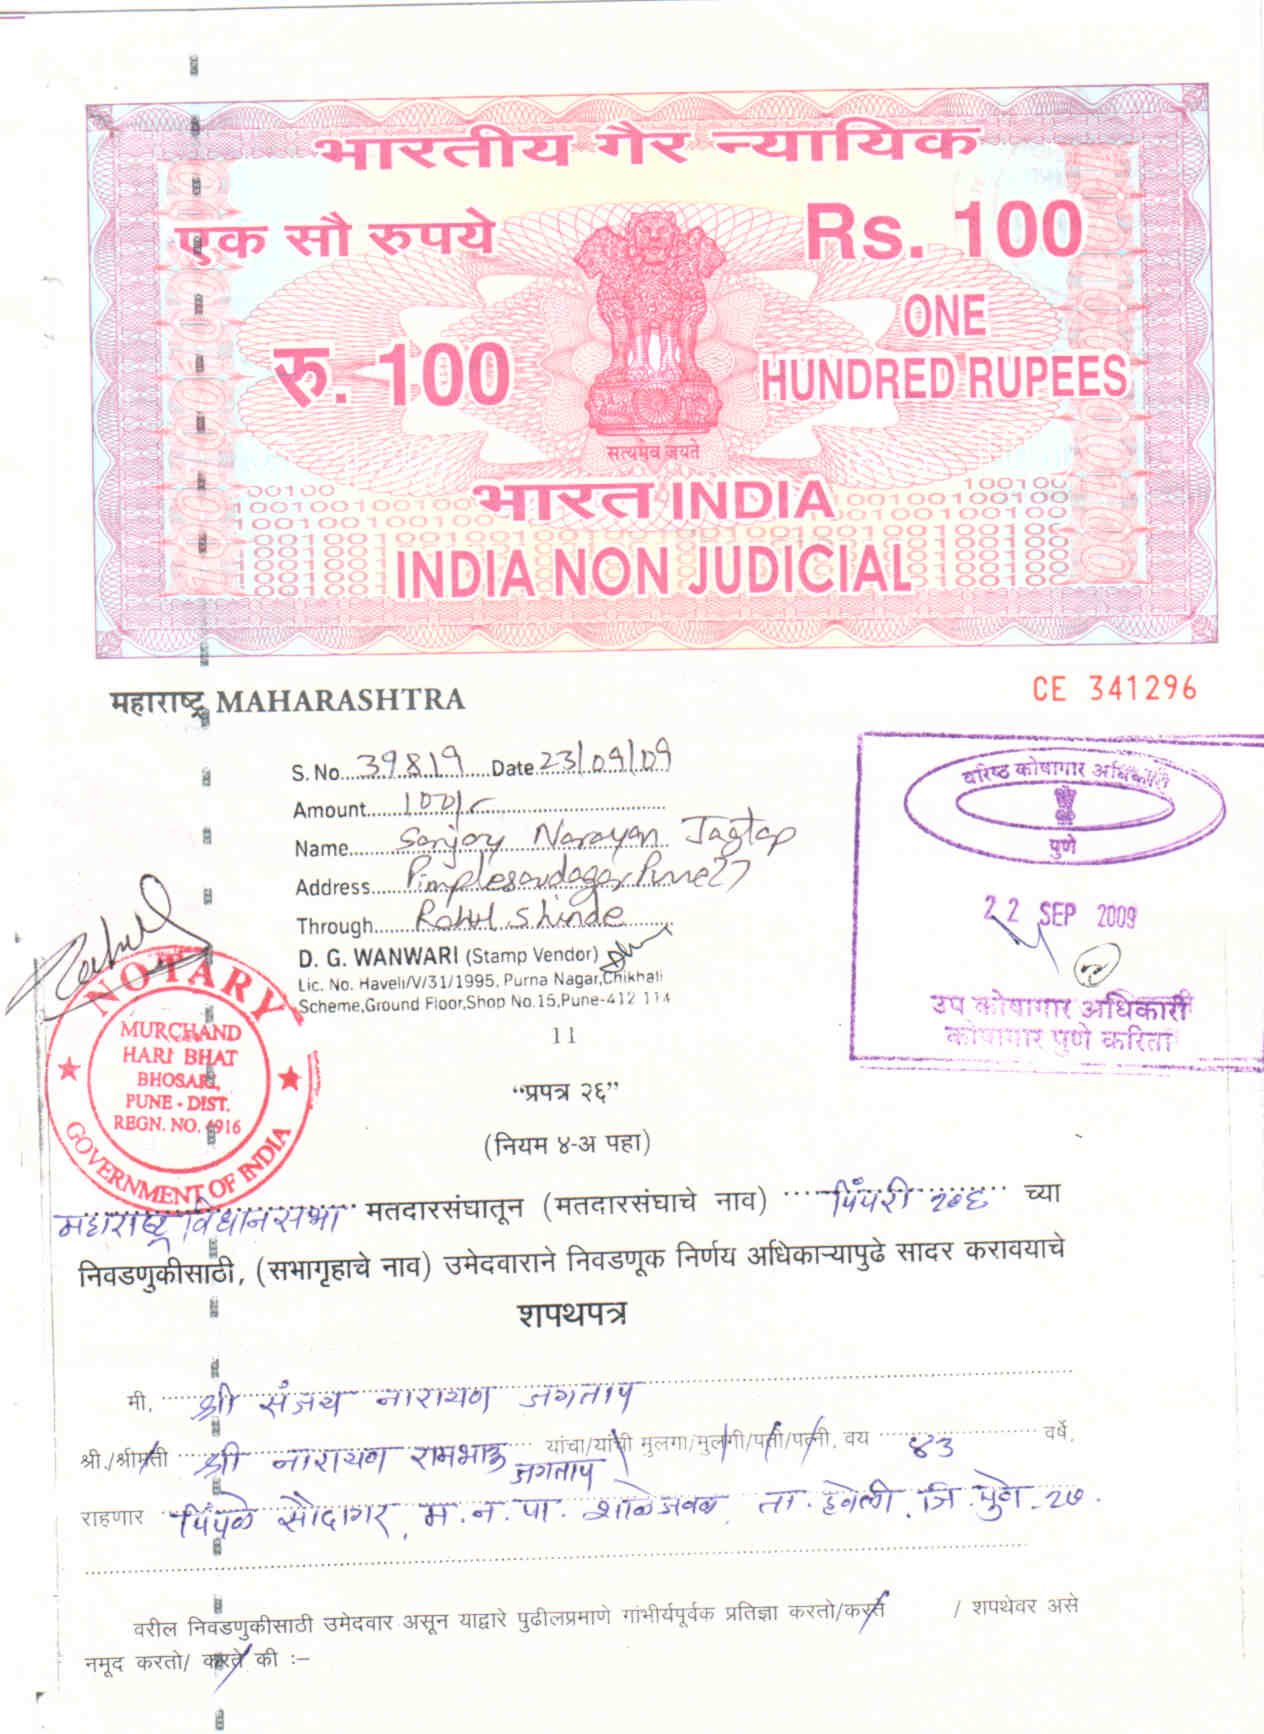 भारतीय गैर न्यायिक
एक सौ रुपये
Rs. 100
रु. 100
ONE
HUNDRED RUPEES
सत्यमेव जयते
भारत INDIA
INDIA NON JUDICIAL
महाराष्ट्र MAHARASHTRA
CE 341296
S. No. 39819 Date 23/09/09
Amount 100/-
Name Sanjay Narayan Jagtap
Address Pimplesaudagar Pune 27
Through Rahul Shinde
D. G. WANWARI (Stamp Vendor)
Lic. No. Haveli/V/31/1995, Purna Nagar, Chikhali
Scheme, Ground Floor, Shop No. 15, Pune-412 114
वरिष्ठ कोषागार अधिकारी
पुणे
22 SEP 2009
उप कोषागार अधिकारी
कोषागार पुणे करिता
Rahul
NOTARY
MURCHAND
HARI BHAT
BHOSARI,
PUNE - DIST.
REGN. NO. 6916
GOVERNMENT OF INDIA
11
“प्रपत्र २६”
(नियम ४-अ पहा)
महाराष्ट्र विधानसभा मतदारसंघातून (मतदारसंघाचे नाव) पिंपरी २०६ च्या
निवडणुकीसाठी, (सभागृहाचे नाव) उमेदवाराने निवडणूक निर्णय अधिकाऱ्यापुढे सादर करावयाचे
शपथपत्र
मी, श्री संजय नारायण जगताप
श्री./श्रीमती श्री नारायण रामभाऊ जगताप यांचा/यांची मुलगा/मुलगी/पती/पत्नी, वय ४३ वर्षे,
राहणार पिंपळे सौदागर, म.न.पा. शाळेजवळ, ता. हवेली, जि. पुणे. २७.
वरील निवडणुकीसाठी उमेदवार असून याद्वारे पुढीलप्रमाणे गांभीर्यपूर्वक प्रतिज्ञा करतो/करते / शपथेवर असे
नमूद करतो/ करते की :–